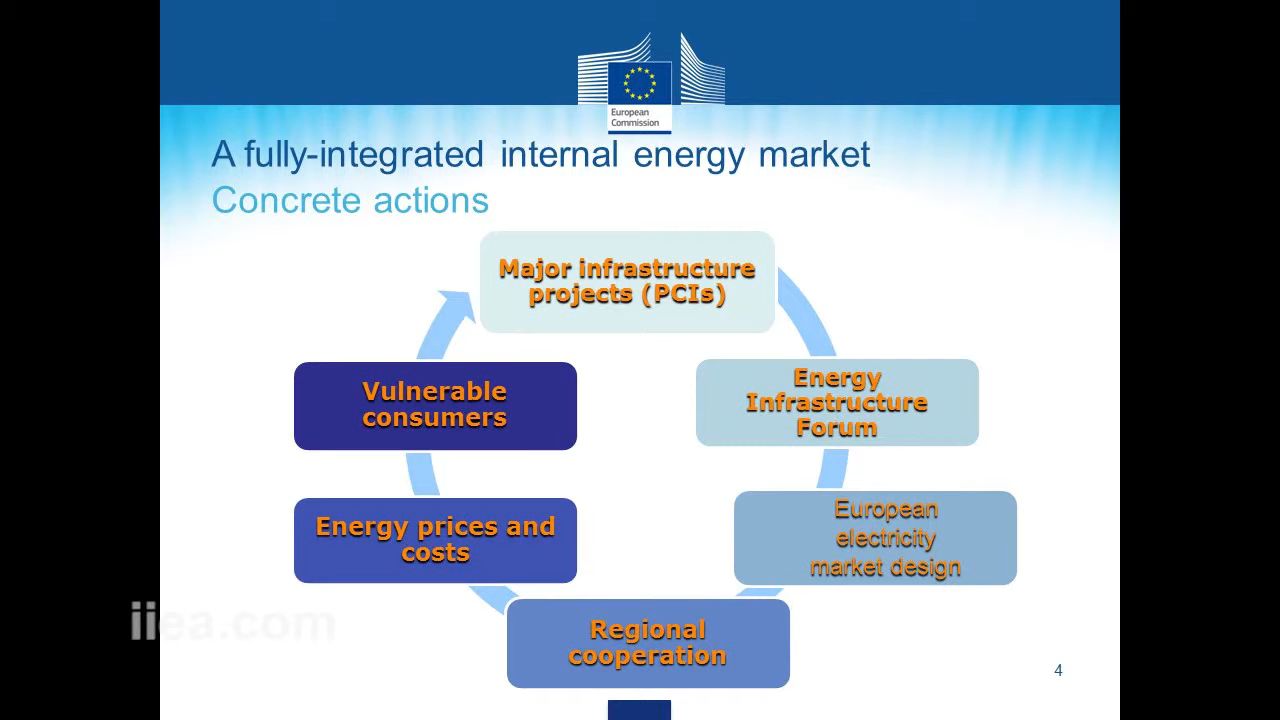 European
Commission
A fully-integrated internal energy market
Concrete actions
Major infrastructure
projects (PCIs)
Energy
Infrastructure
Forum
European
electricity
market design
Regional
cooperation
Energy prices and
costs
Vulnerable
consumers
iiea.com
4